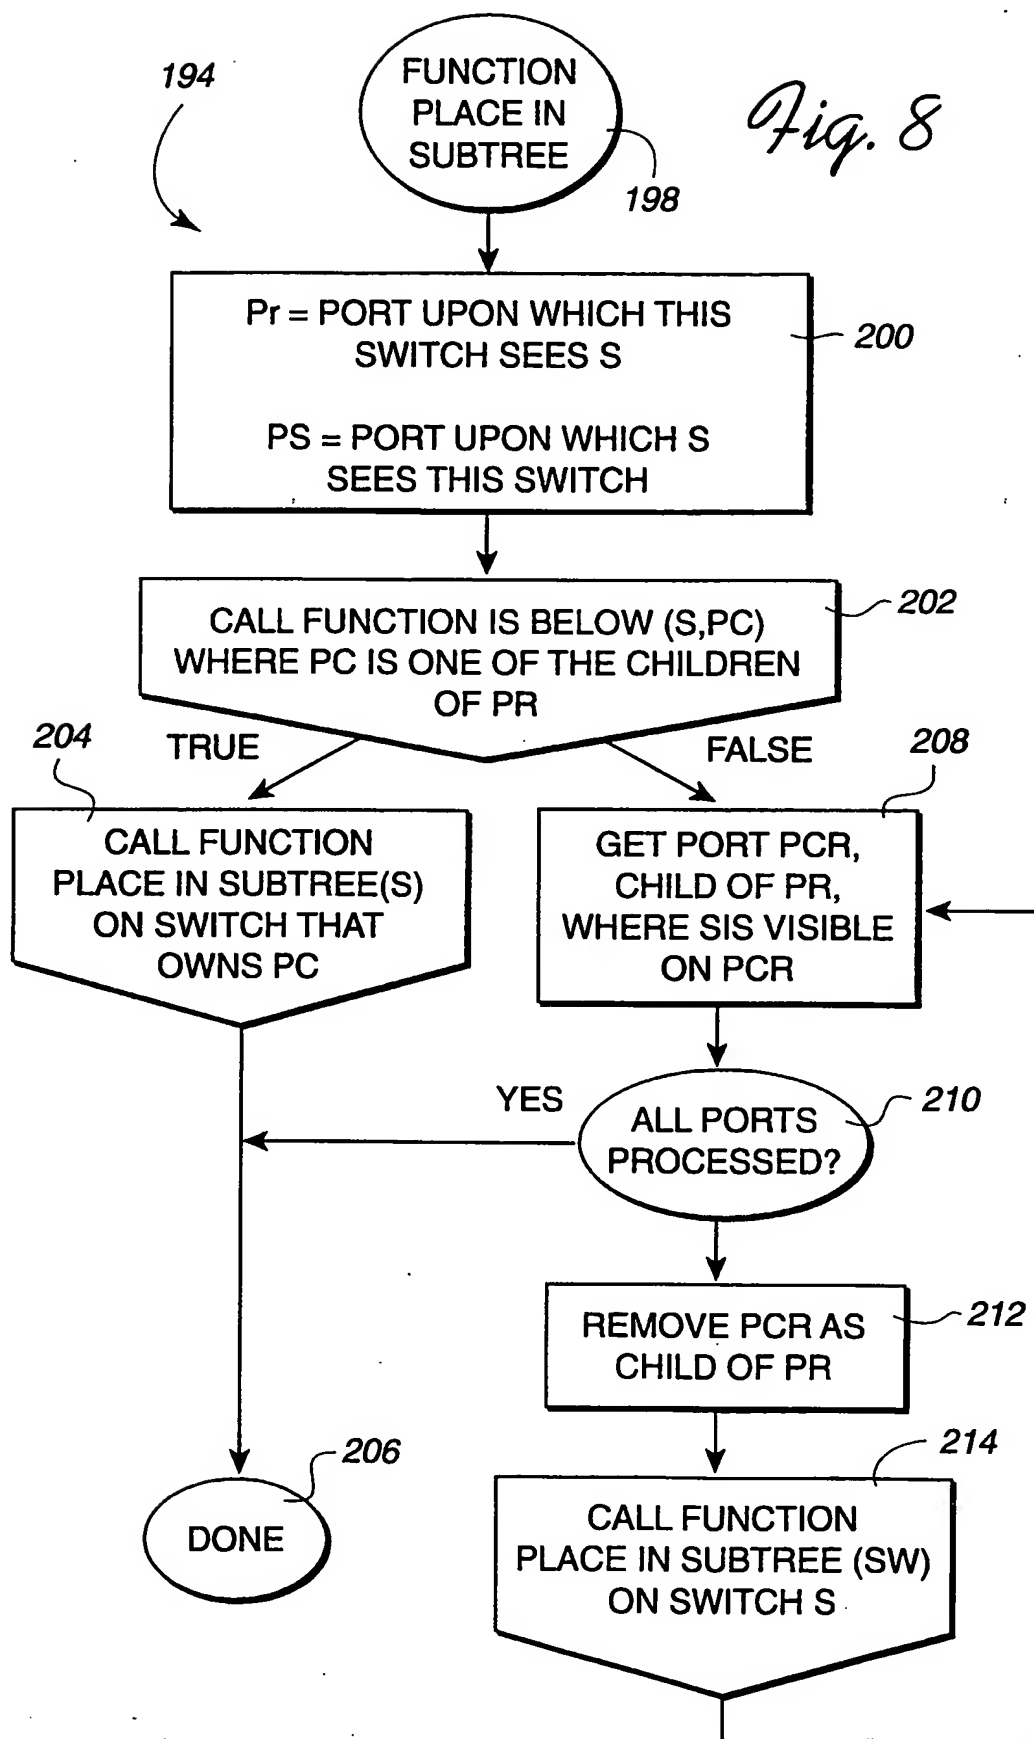 194
FUNCTION
PLACE IN
SUBTREE
Fig. 8
198
Pr = PORT UPON WHICH THIS
SWITCH SEES S
PS = PORT UPON WHICH S
SEES THIS SWITCH
200
CALL FUNCTION IS BELOW (S,PC)
WHERE PC IS ONE OF THE CHILDREN
OF PR
202
204
TRUE
FALSE
208
CALL FUNCTION
PLACE IN SUBTREE(S)
ON SWITCH THAT
OWNS PC
GET PORT PCR,
CHILD OF PR,
WHERE SIS VISIBLE
ON PCR
YES
ALL PORTS
PROCESSED?
210
REMOVE PCR AS
CHILD OF PR
212
206
DONE
214
CALL FUNCTION
PLACE IN SUBTREE (SW)
ON SWITCH S